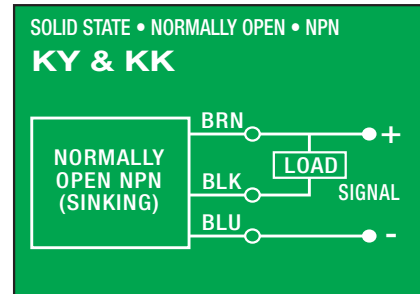 SOLID STATE • NORMALLY OPEN • NPN
KY & KK
BRN
+
NORMALLY
OPEN NPN
(SINKING)
LOAD
BLK
SIGNAL
BLU
-